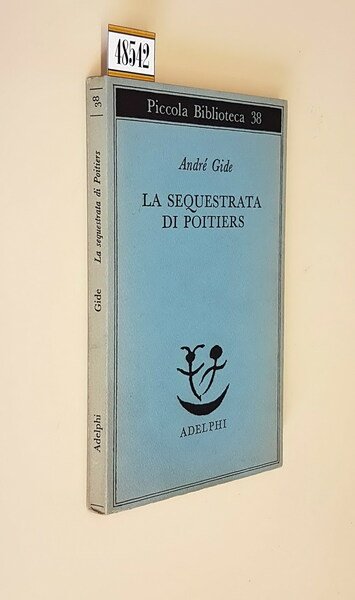 48542
Piccola Biblioteca 38
André Gide
LA SEQUESTRATA
DI POITIERS
ADELPHI
Adelphi Gide La sequestrata di Poitiers | 38 |